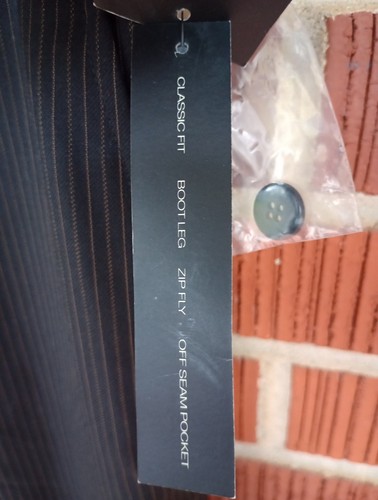 CLASSIC FIT
BOOT LEG
ZIP FLY
OFF SEAM POCKET